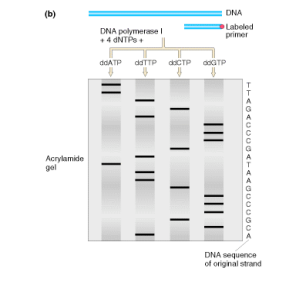 (b)
DNA
Labeled
primer
DNA polymerase I
+ 4 dNTPs +
ddATP ddTTP ddCTP ddGTP
Acrylamide
gel
T
T
A
G
A
C
C
C
G
A
T
A
A
G
C
C
C
G
C
A
DNA sequence
of original strand